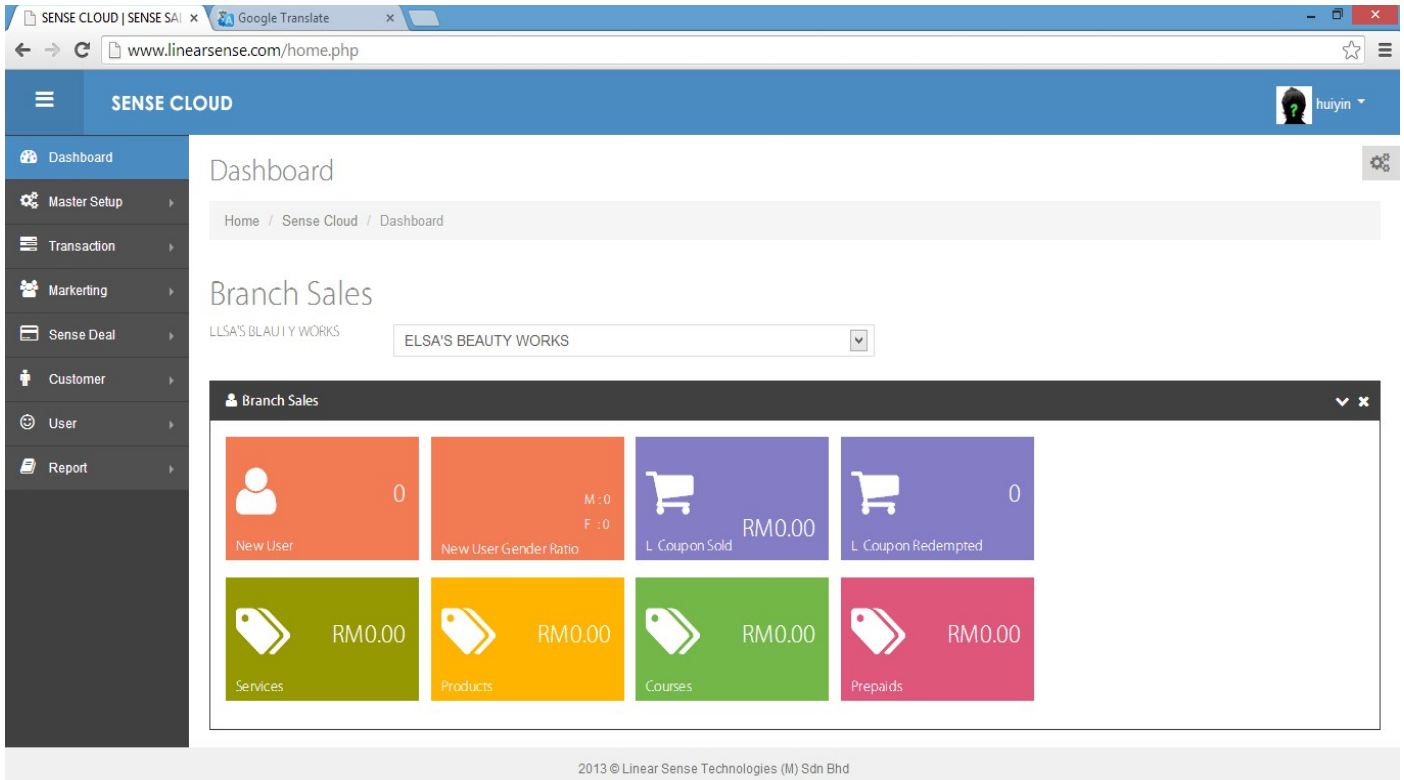 SENSE CLOUD | SENSE SAL
Google Translate
www.linearsense.com/home.php
SENSE CLOUD
huiyin
Dashboard
Master Setup
Transaction
Markerting
Sense Deal
Customer
User
Report
Dashboard
Home / Sense Cloud / Dashboard
Branch Sales
ELSA'S BEAUTY WORKS
ELSA'S BEAUTY WORKS
Branch Sales
0
New User
M :0
F :0
New User Gender Ratio
RM0.00
L Coupon Sold
0
L Coupon Redempted
RM0.00
Services
RM0.00
Products
RM0.00
Courses
RM0.00
Prepaids
2013 © Linear Sense Technologies (M) Sdn Bhd